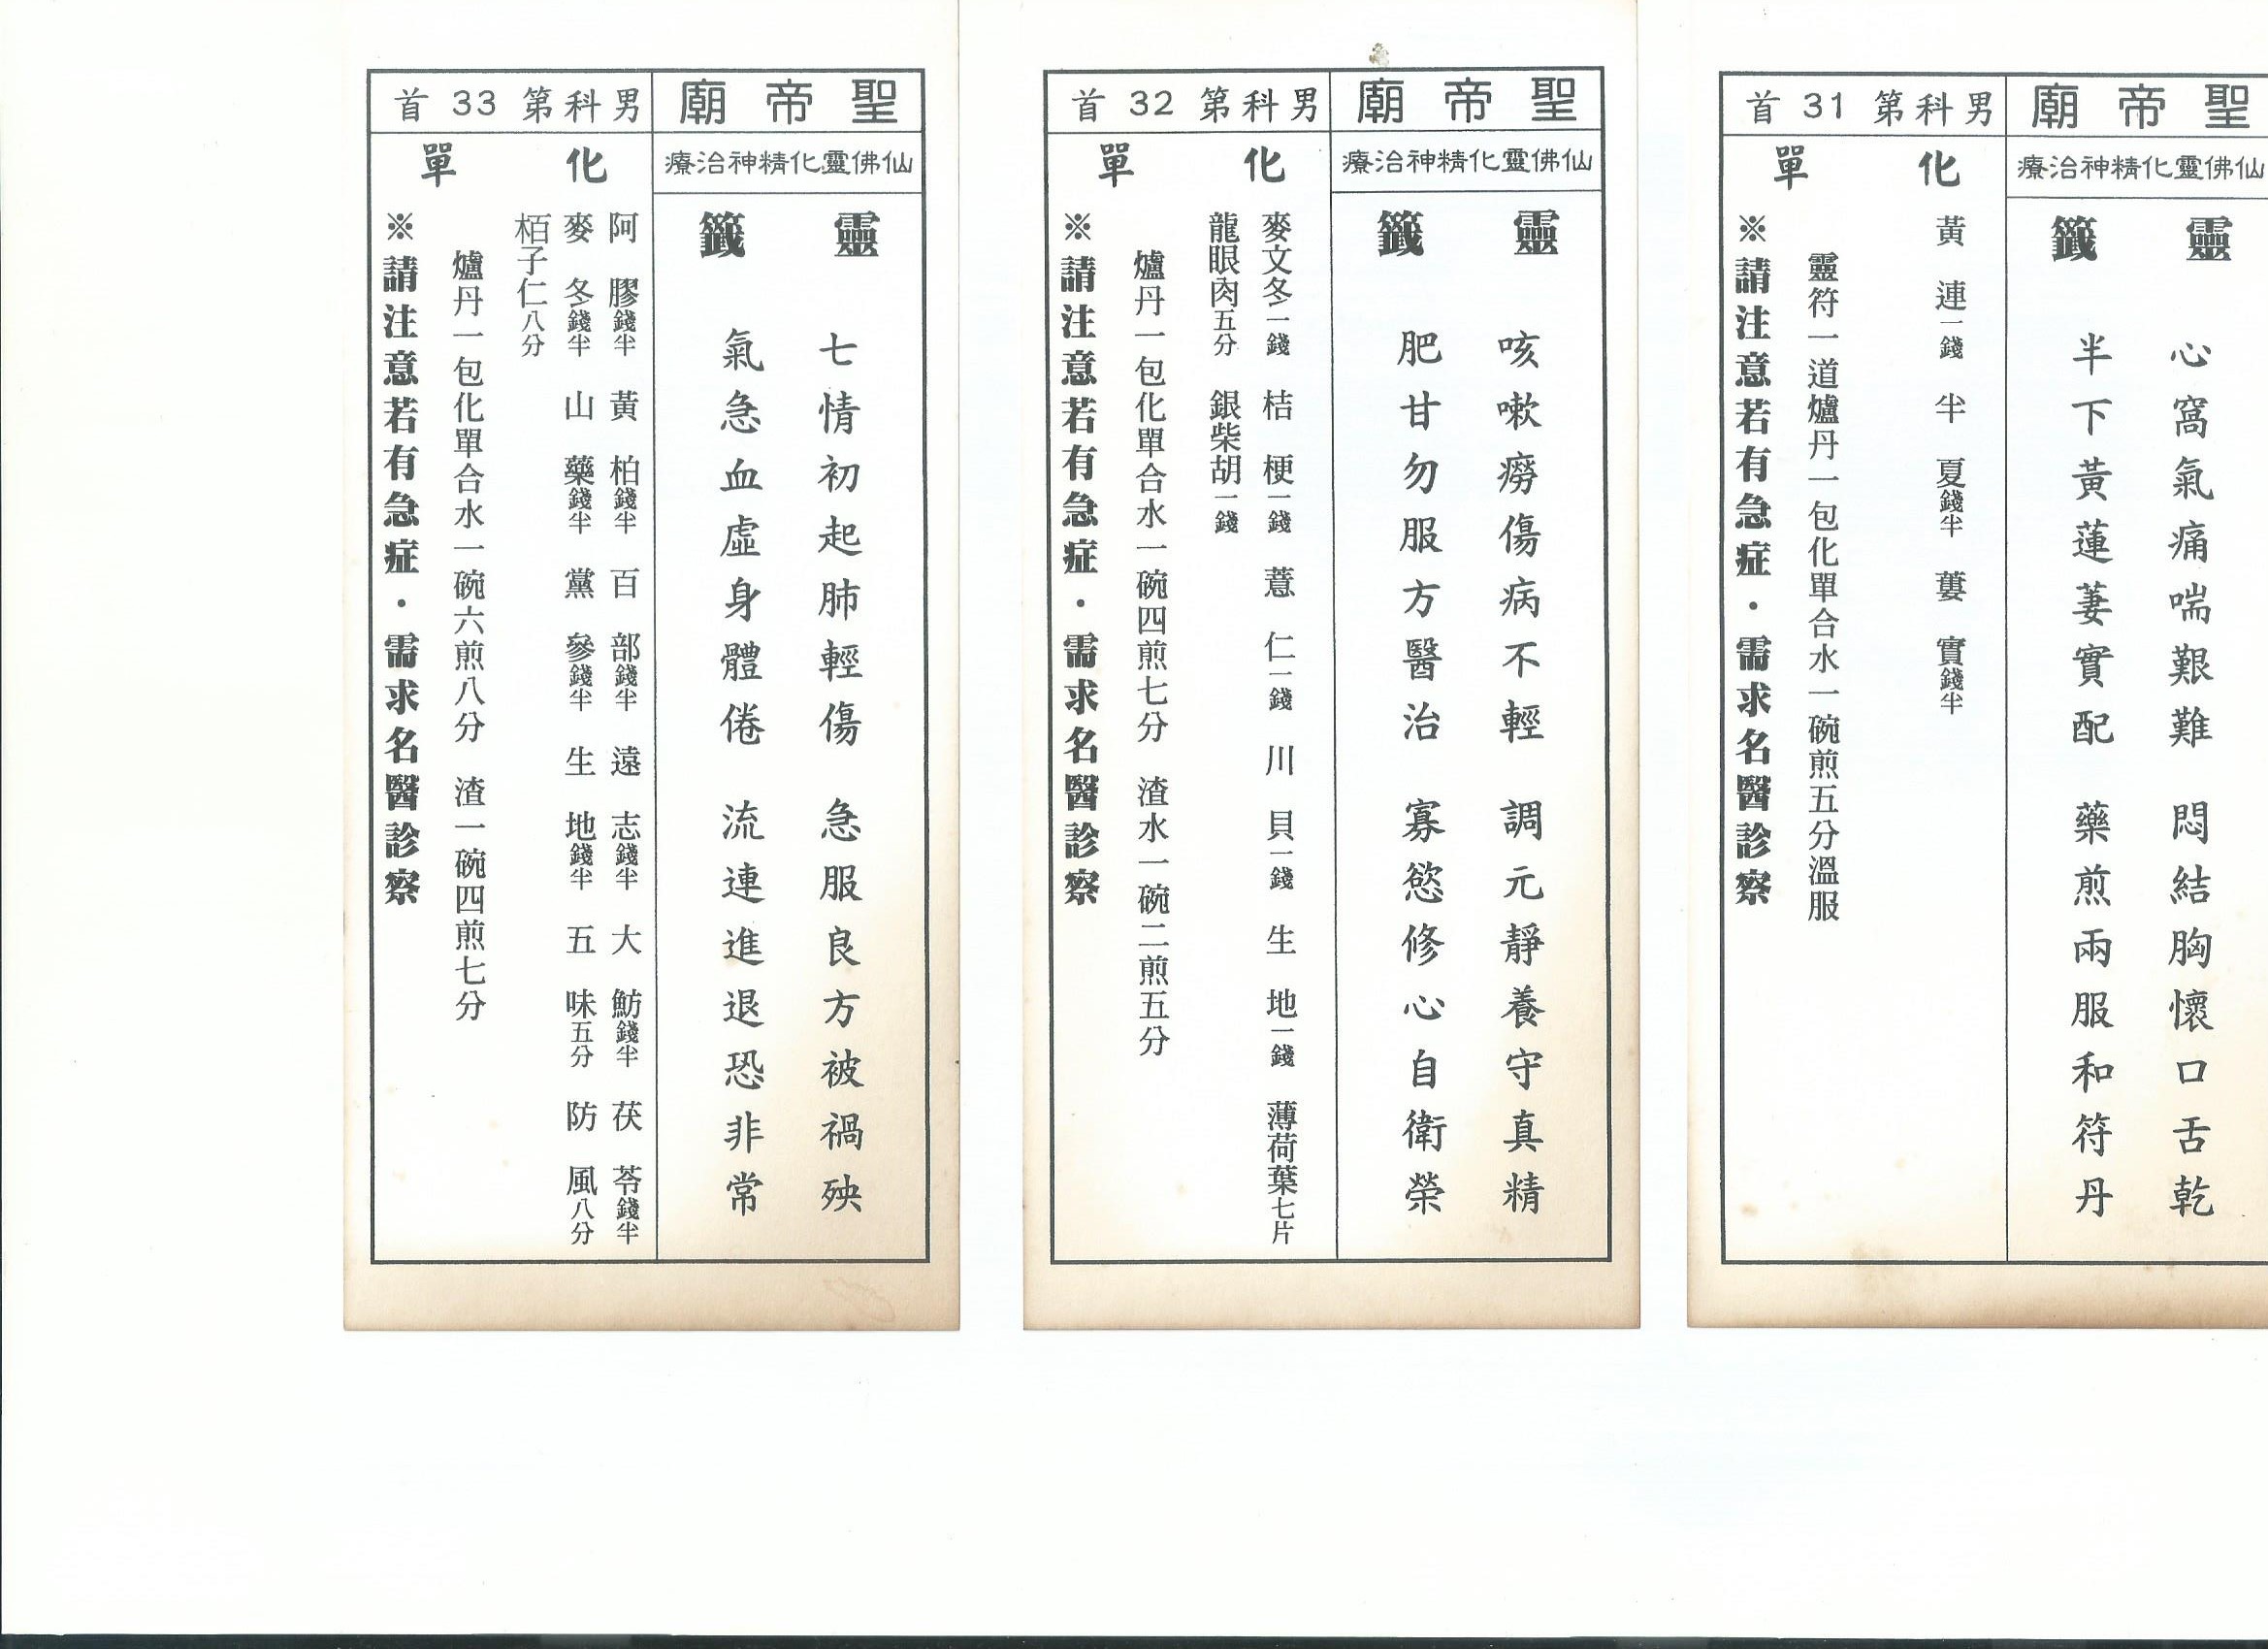 聖帝廟
男科第31首
仙佛靈化精神治療
靈籤
心窩氣痛喘艱難　悶結胸懷口舌乾
半下黃蓮萋實配　藥煎兩服和符丹
化單
黃連一錢　半夏錢半　蔞實錢半
靈符一道爐丹一包化單合水一碗煎五分溫服
※請注意若有急症・需求名醫診察
聖帝廟
男科第32首
仙佛靈化精神治療
靈籤
咳嗽癆傷病不輕　調元靜養守真精
肥甘勿服方醫治　寡慾修心自衛榮
化單
麥文冬一錢　桔梗一錢　薏仁一錢　川貝一錢　生地一錢　薄荷葉七片
龍眼肉五分　銀柴胡一錢
爐丹一包化單合水一碗四煎七分　渣水一碗二煎五分
※請注意若有急症・需求名醫診察
聖帝廟
男科第33首
仙佛靈化精神治療
靈籤
七情初起肺輕傷　急服良方被禍殃
氣急血虛身體倦　流連進退恐非常
化單
阿膠錢半　黃柏錢半　百部錢半　遠志錢半　大魴錢半　茯苓錢半
麥冬錢半　山藥錢半　黨參錢半　生地錢半　五味五分　防風八分
栢子仁八分
爐丹一包化單合水一碗六煎八分　渣一碗四煎七分
※請注意若有急症・需求名醫診察